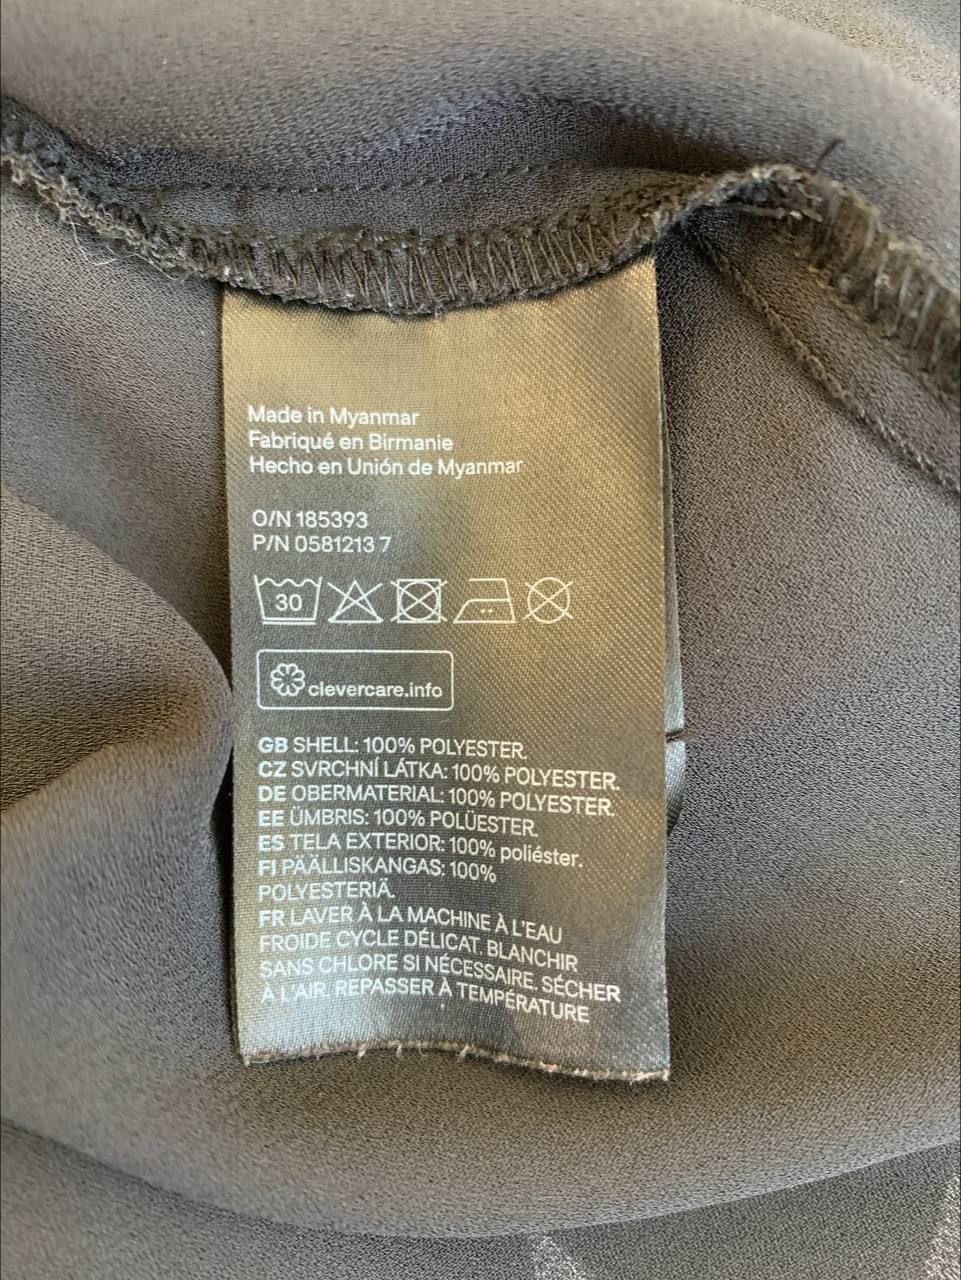 Made in Myanmar
Fabriqué en Birmanie
Hecho en Unión de Myanmar
O/N 185393
P/N 0581213 7
30
clevercare.info
GB SHELL: 100% POLYESTER.
CZ SVRCHNÍ LÁTKA: 100% POLYESTER.
DE OBERMATERIAL: 100% POLYESTER.
EE ÜMBRIS: 100% POLÜESTER.
ES TELA EXTERIOR: 100% poliéster.
FI PÄÄLLISKANGAS: 100%
POLYESTERIÄ.
FR LAVER À LA MACHINE À L'EAU
FROIDE CYCLE DÉLICAT. BLANCHIR
SANS CHLORE SI NÉCESSAIRE. SÉCHER
À L'AIR. REPASSER À TEMPÉRATURE